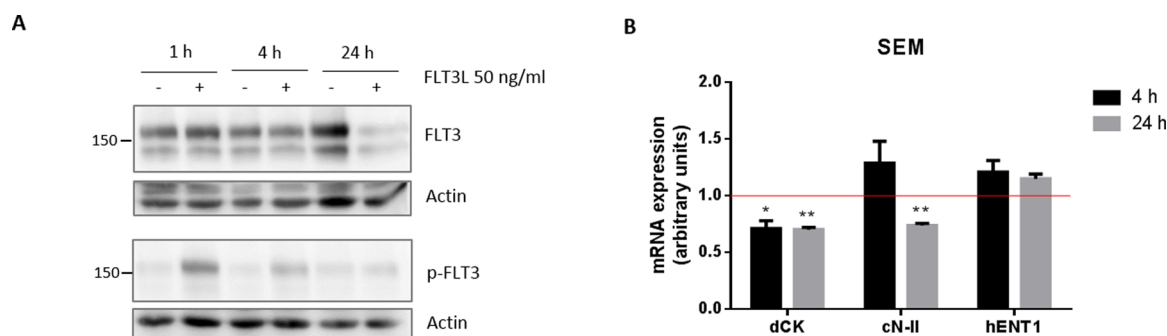 A
1 h 4 h 24 h
- + - + - + FLT3L 50 ng/ml
150 FLT3
Actin
150 p-FLT3
Actin
B
SEM
mRNA expression
(arbitrary units)
2.0
1.5
1.0
0.5
0.0
* ** ** 
dCK cN-II hENT1
4 h
24 h